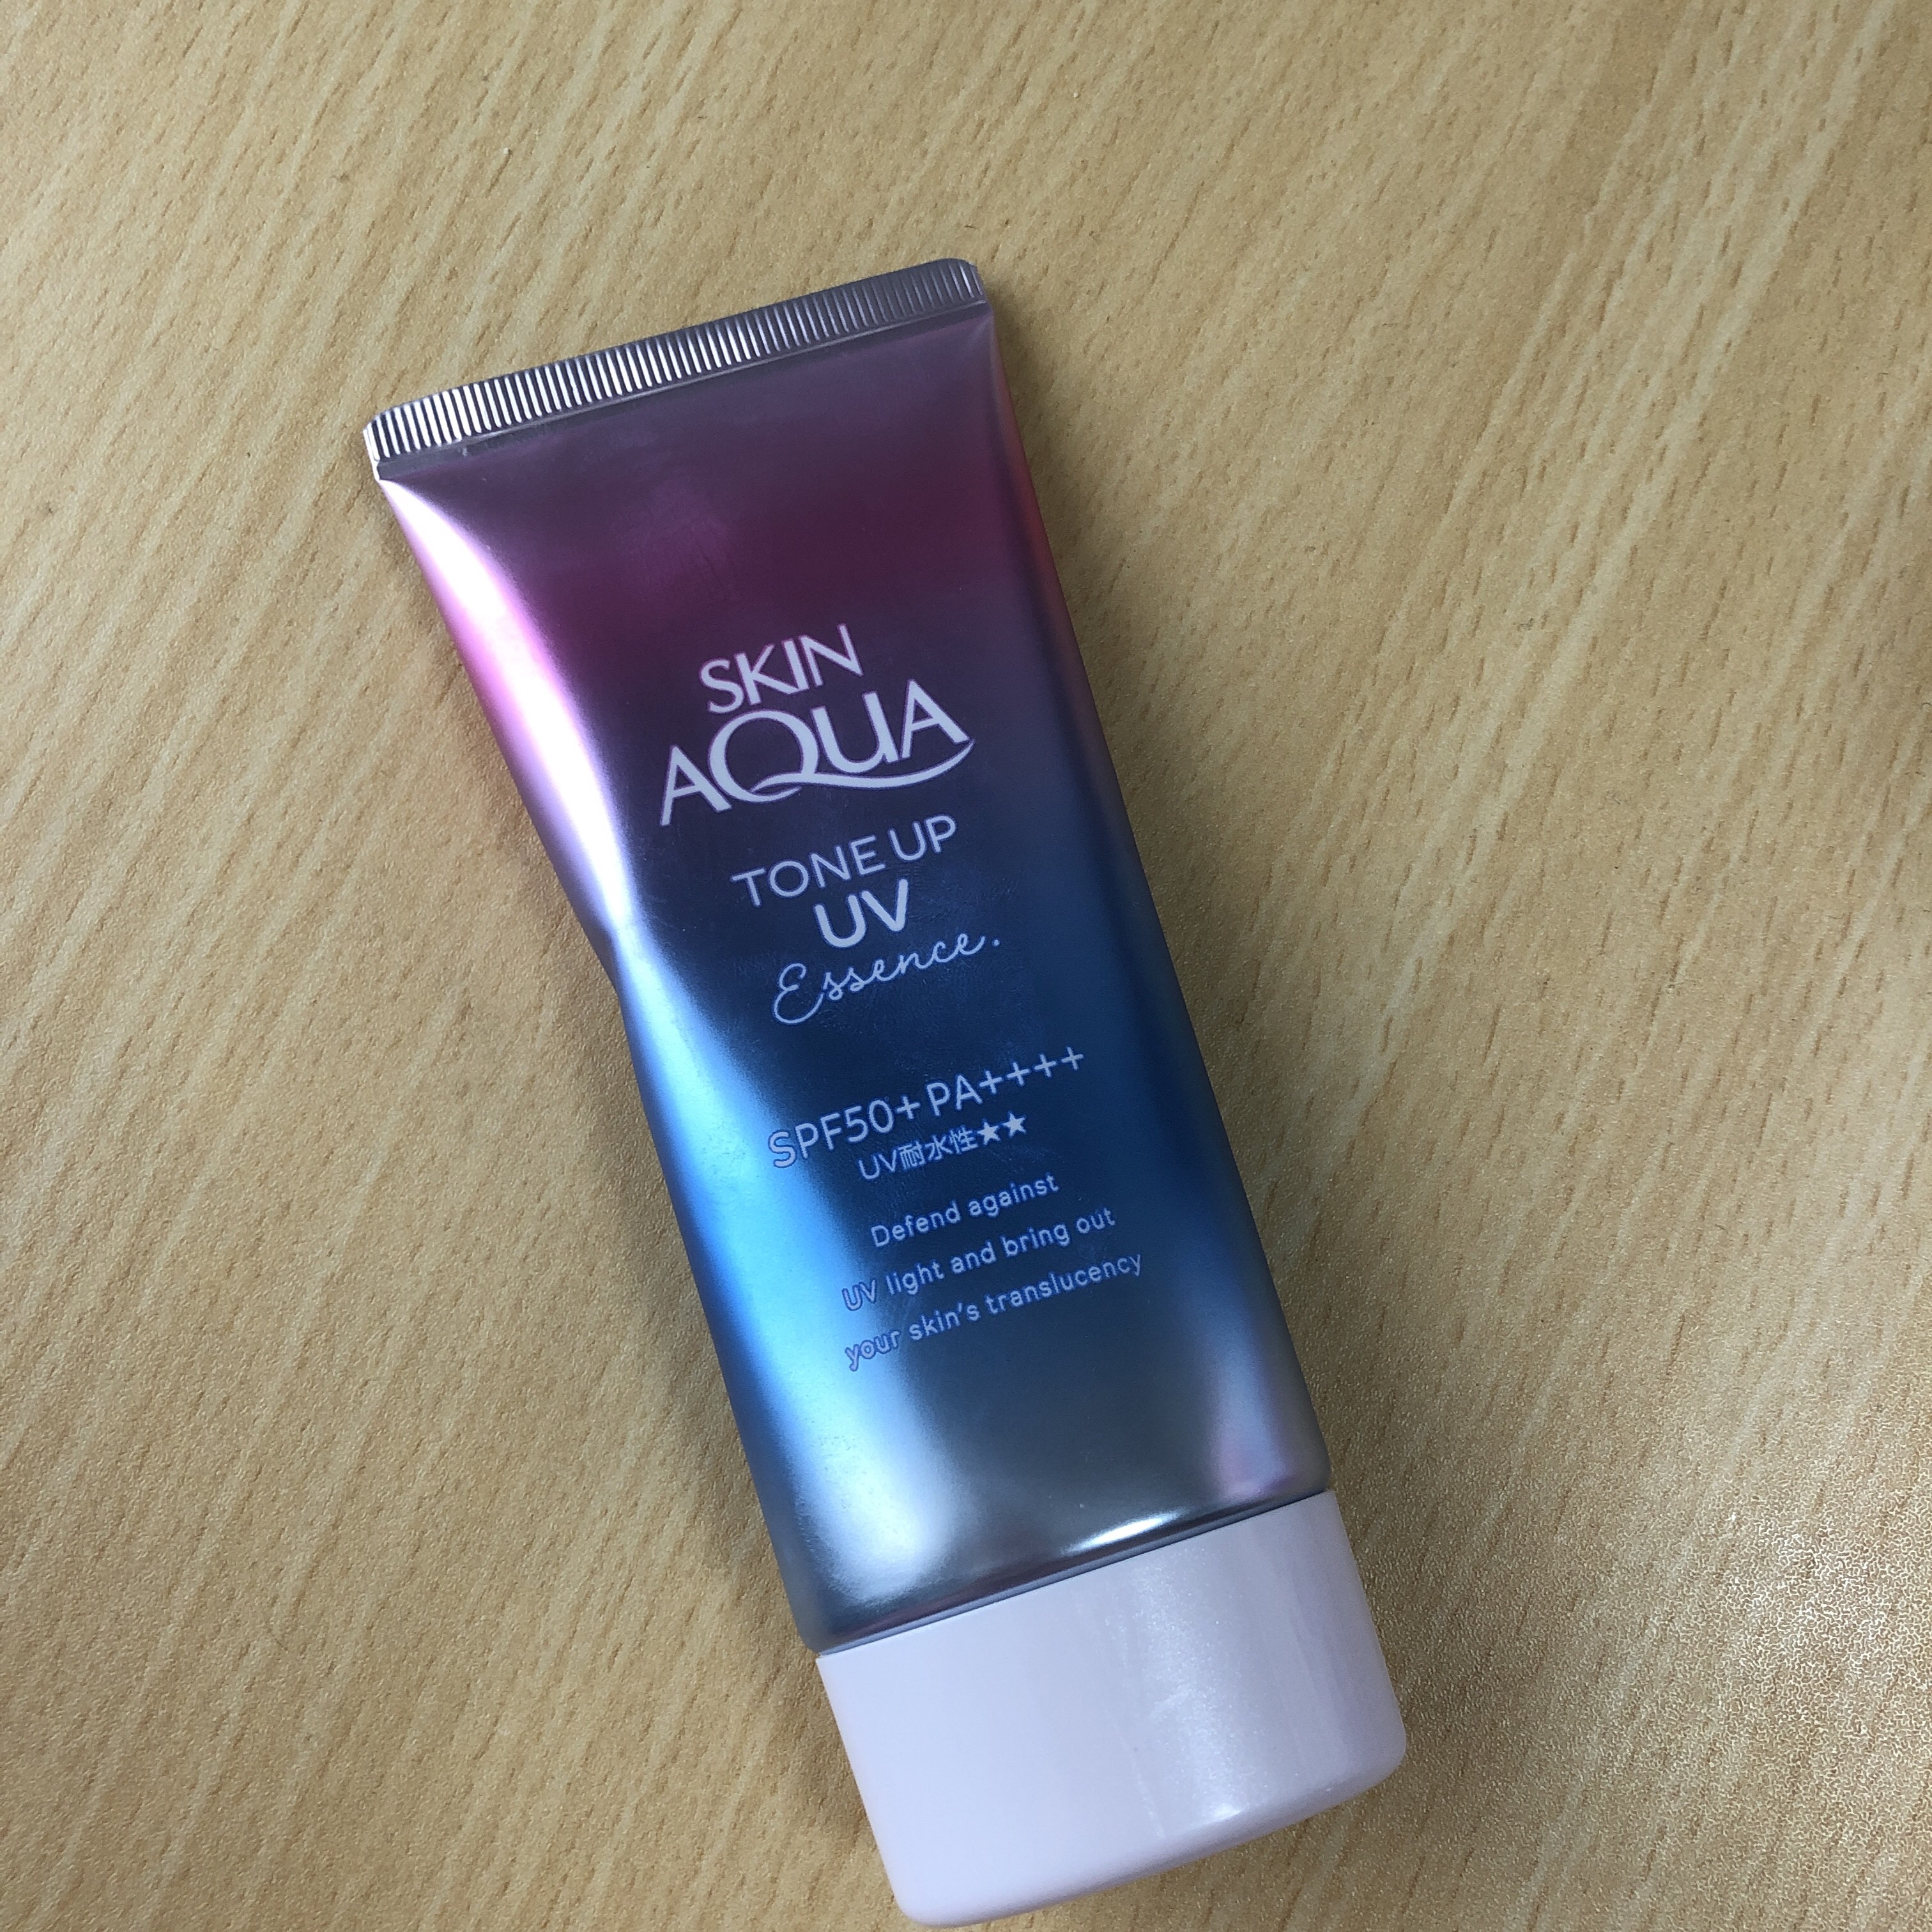 SKIN
AQUA
TONE UP
UV
Essence.
SPF50+ PA++++
UV耐水性★★
Defend against
UV light and bring out
your skin's translucency